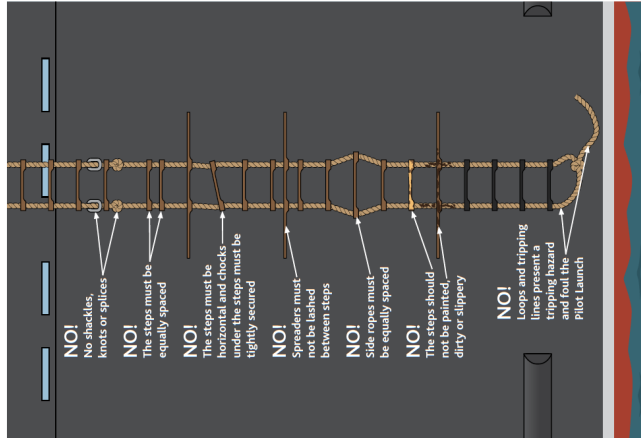 NO!
No shackles,
knots or splices
NO!
The steps must be
equally spaced
NO!
The steps must be
horizontal and chocks
under the steps must be
tightly secured
NO!
Spreaders must
not be lashed
between steps
NO!
Side ropes must
be equally spaced
NO!
The steps should
not be painted,
dirty or slippery
NO!
Loops and tripping
lines present a
tripping hazard
and foul the
Pilot Launch